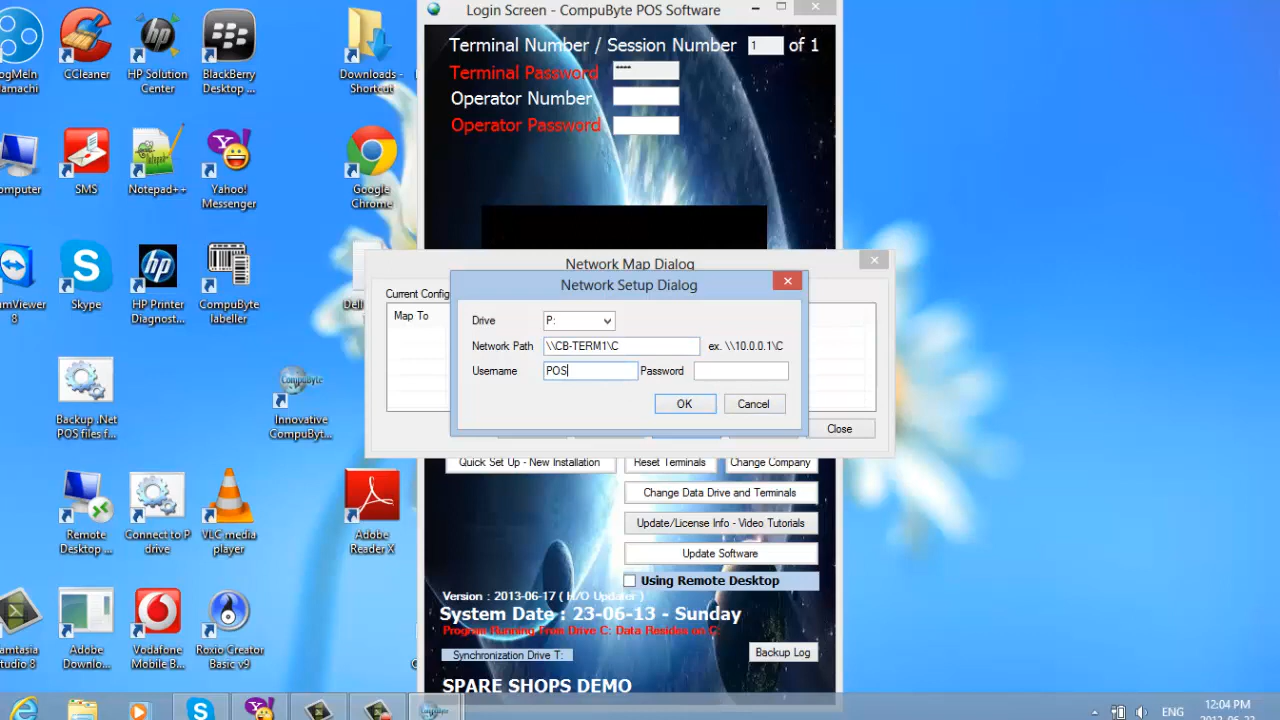 Login Screen - CompuByte POS Software
Terminal Number / Session Number 1 of 1
Terminal Password ****
Operator Number
Operator Password
CCleaner
HP Solution
Center
BlackBerry
Desktop ...
Downloads -
Shortcut
SMS
Notepad++
Yahoo!
Messenger
Google
Chrome
8
Skype
HP Printer
Diagnost...
CompuByte
labeller
Network Map Dialog
Current Config
Map To
Network Setup Dialog
Drive P:
Network Path \\CB-TERM1\C ex. \\10.0.0.1\C
Username POS Password
OK Cancel
Close
Backup .Net
POS files f...
CompuByte
Innovative
CompuByt...
Quick Set Up - New Installation Reset Terminals Change Company
Change Data Drive and Terminals
Update/License Info - Video Tutorials
Update Software
Using Remote Desktop
Remote
Desktop ...
Connect to P
drive
VLC media
player
Adobe
Reader X
Version : 2013-06-17 ( H/O Updater )
System Date : 23-06-13 - Sunday
Program Running From Drive C: Data Resides on C:
Synchronization Drive T:
Backup Log
SPARE SHOPS DEMO
Adobe
Downlo...
Vodafone
Mobile B...
Roxio Creator
Basic v9
ENG
12:04 PM